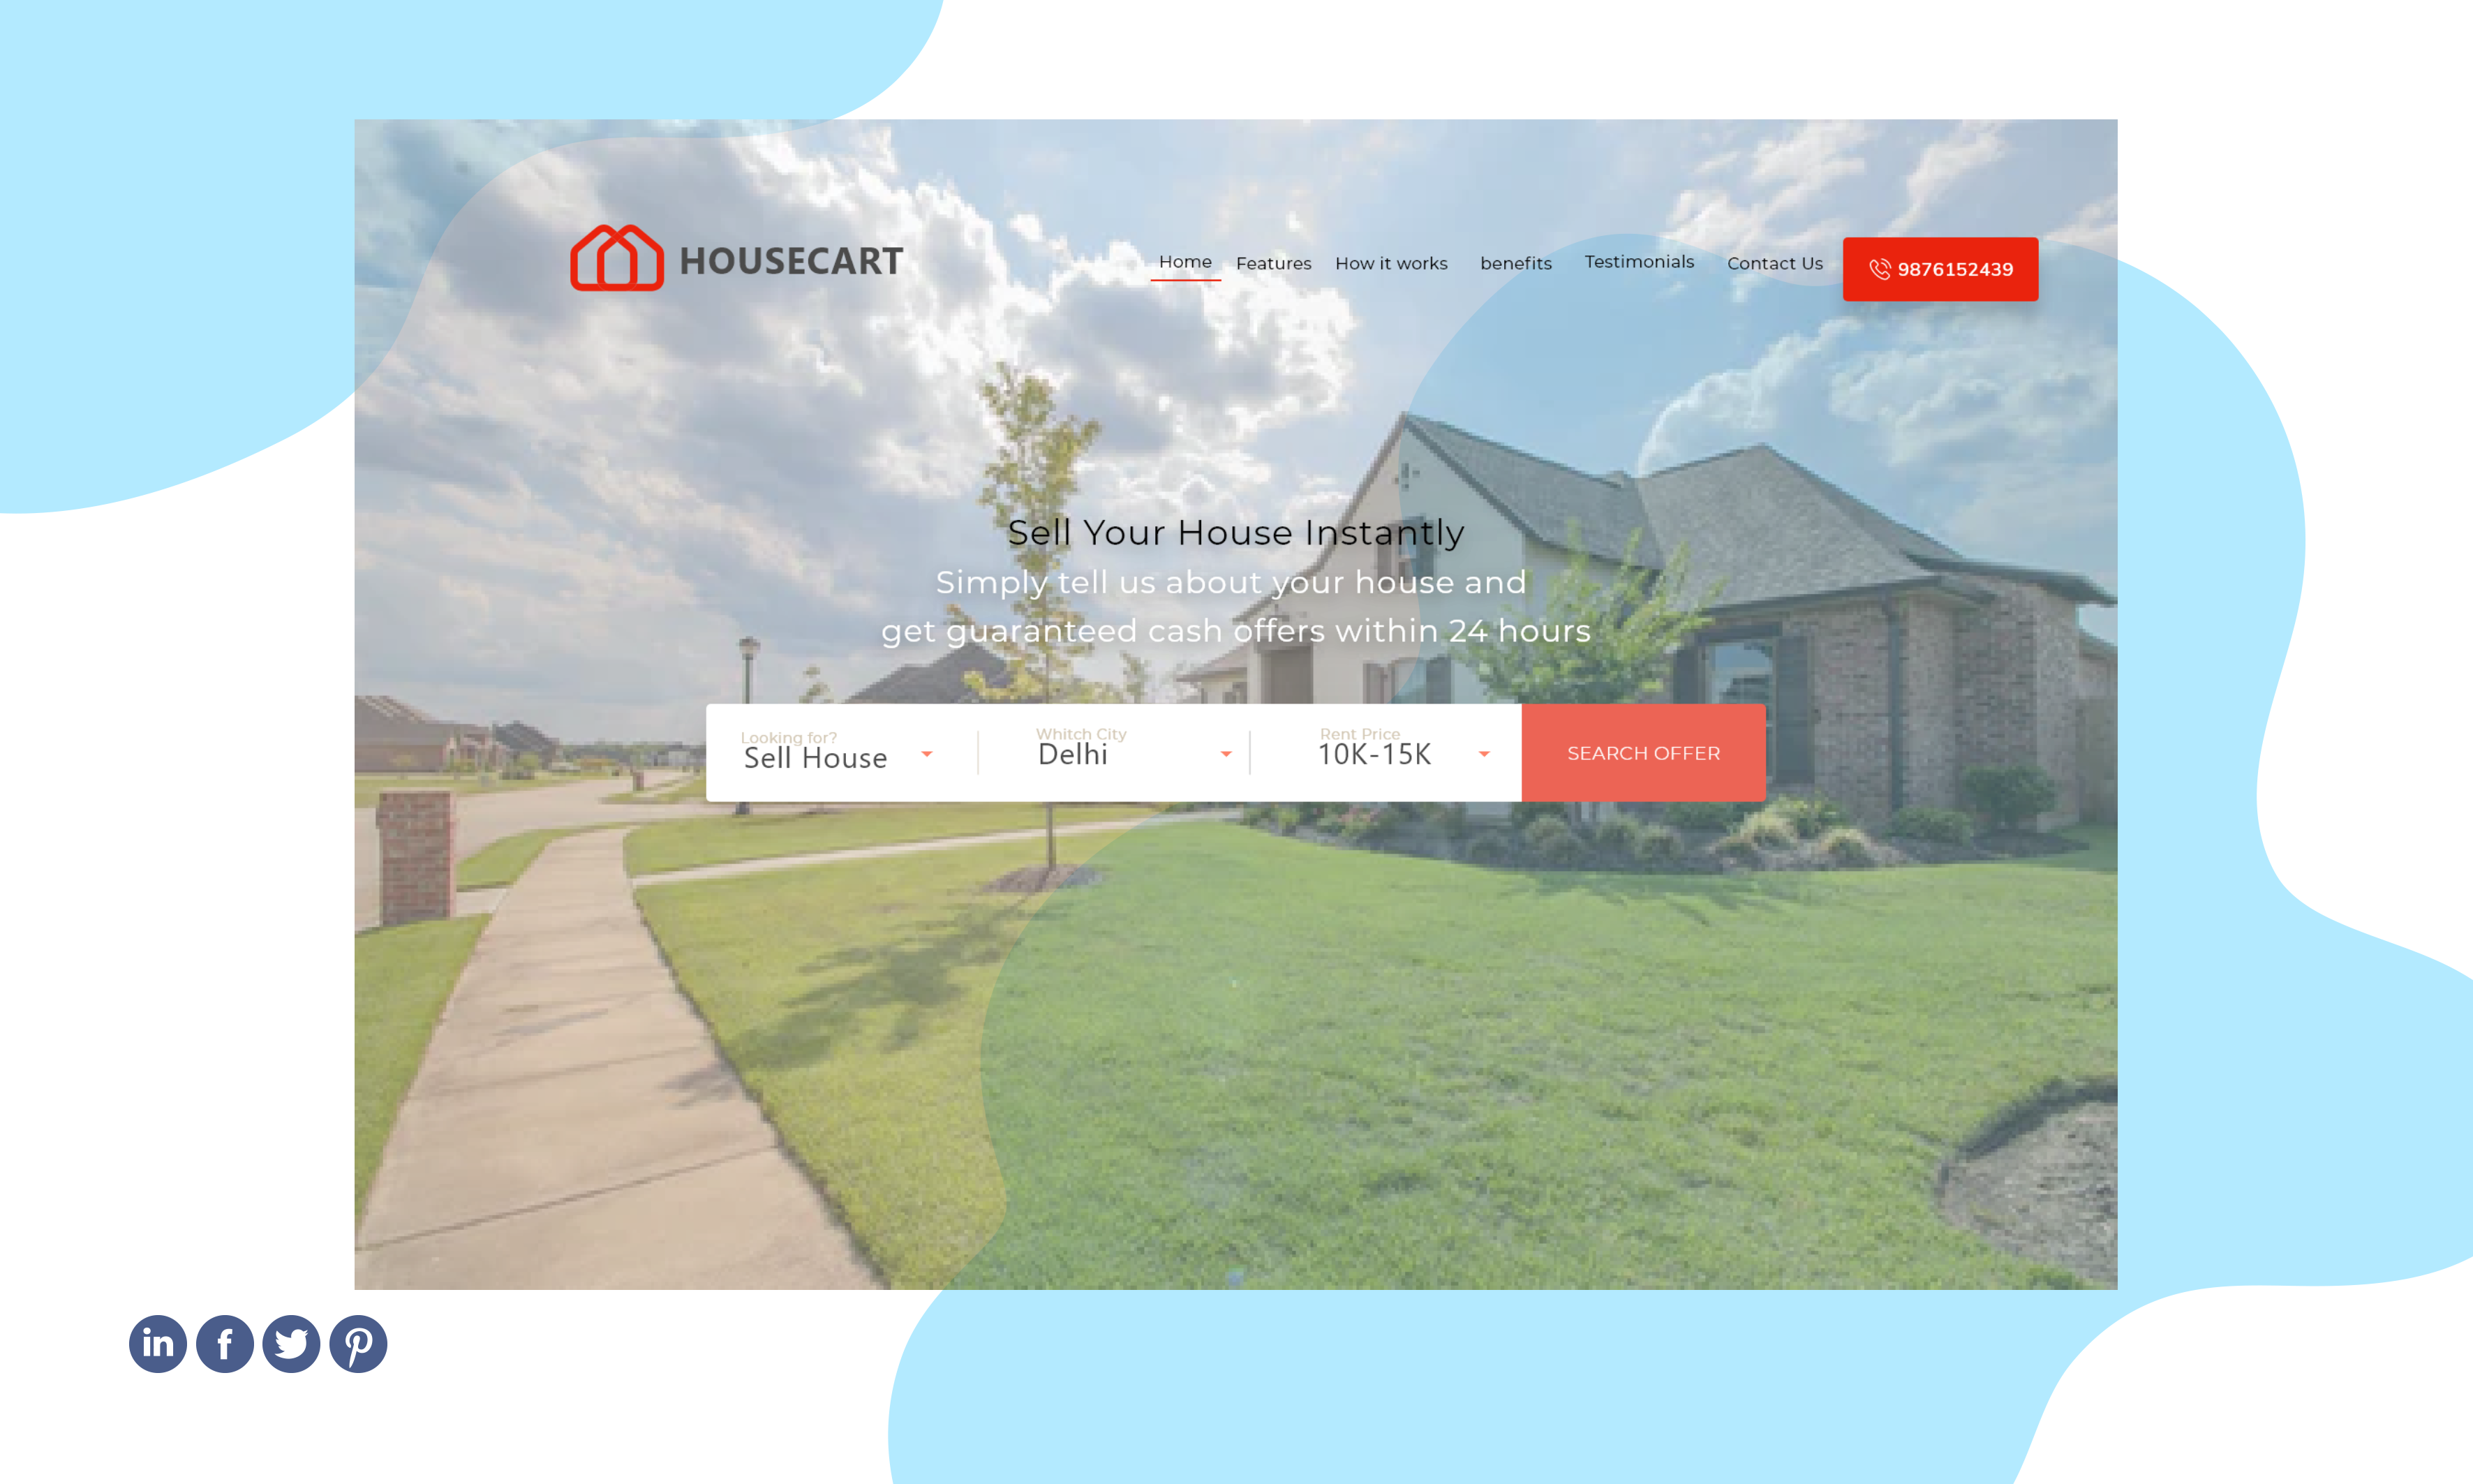 HOUSECART
Home Features How it works benefits Testimonials Contact Us 9876152439
Sell Your House Instantly
Simply tell us about your house and
get guaranteed cash offers within 24 hours
Looking for? Whitch City Rent Price
Sell House Delhi 10K-15K SEARCH OFFER
in f